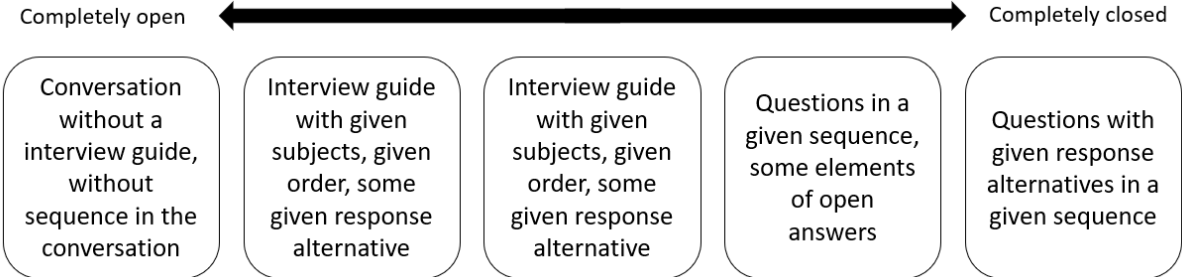 Completely open
Completely closed
Conversation
without a
interview guide,
without
sequence in the
conversation
Interview guide
with given
subjects, given
order, some
given response
alternative
Interview guide
with given
subjects, given
order, some
given response
alternative
Questions in a
given sequence,
some elements
of open
answers
Questions with
given response
alternatives in a
given sequence